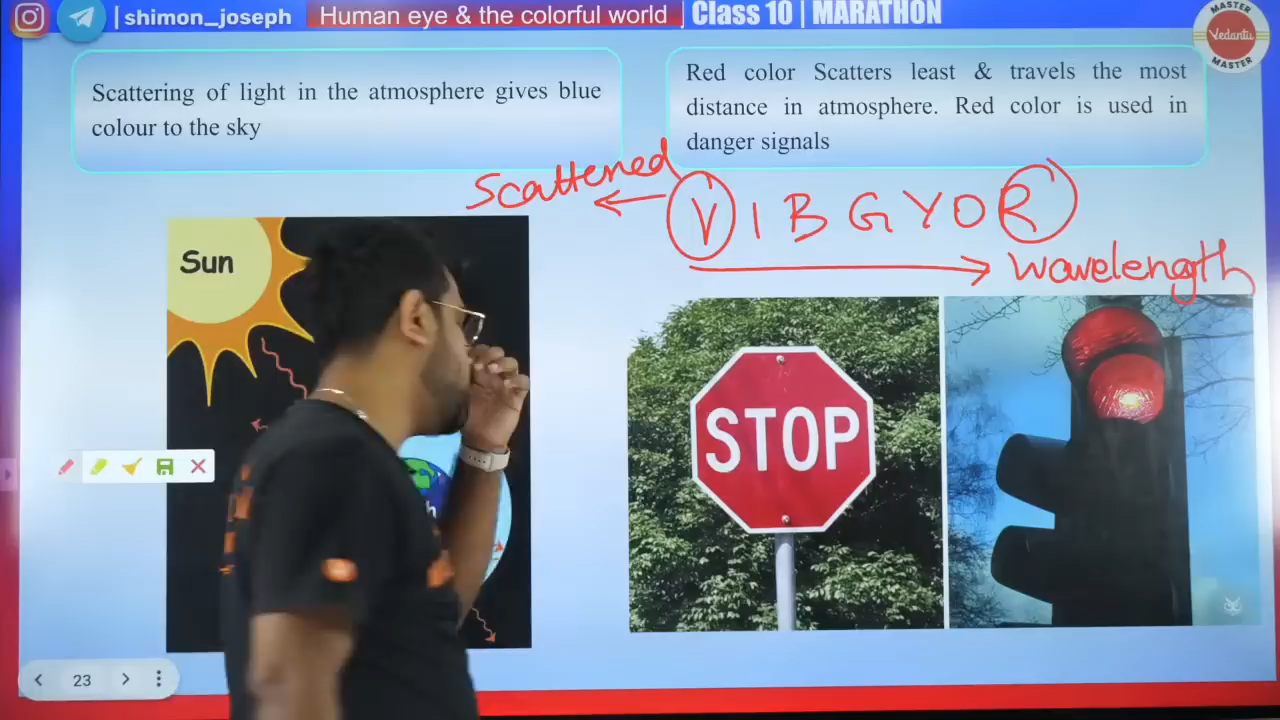 | shimon_joseph
Human eye & the colorful world
| Class 10 | MARATHON
MASTER
Vedantu
MASTER
Scattering of light in the atmosphere gives blue
colour to the sky
Red color Scatters least & travels the most
distance in atmosphere. Red color is used in
danger signals
Scattered
V I B G Y O R
wavelength
Sun
STOP
23